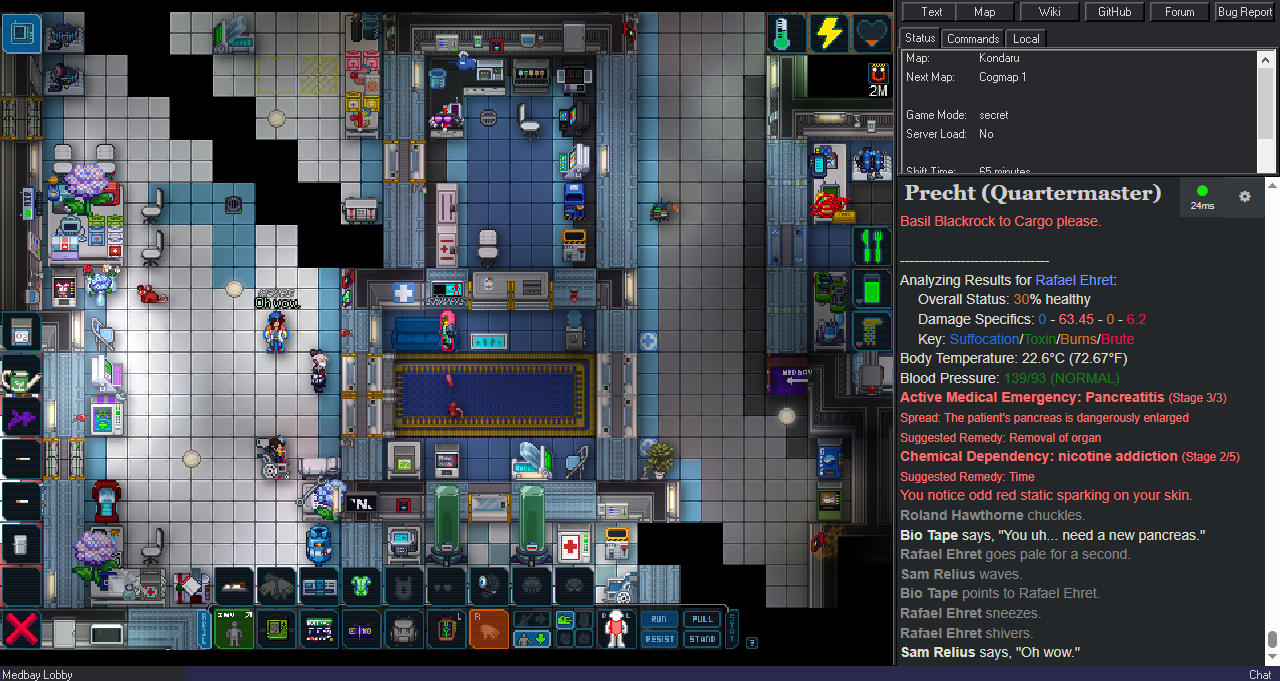 Text
Map
Wiki
GitHub
Forum
Bug Report
Status
Commands
Local
Map: Kondaru
Next Map: Cogmap 1
Game Mode: secret
Server Load: No
Shift Time: 65 minutes
2M
Precht (Quartermaster)
24ms
Basil Blackrock to Cargo please.
Analyzing Results for Rafael Ehret:
Overall Status: 30% healthy
Damage Specifics: 0 - 63.45 - 0 - 6.2
Key: Suffocation/Toxin/Burns/Brute
Body Temperature: 22.6°C (72.67°F)
Blood Pressure: 139/93 (NORMAL)
Active Medical Emergency: Pancreatitis (Stage 3/3)
Spread: The patient's pancreas is dangerously enlarged
Suggested Remedy: Removal of organ
Chemical Dependency: nicotine addiction (Stage 2/5)
Suggested Remedy: Time
You notice odd red static sparking on your skin.
Roland Hawthorne chuckles.
Bio Tape says, "You uh... need a new pancreas."
Rafael Ehret goes pale for a second.
Sam Relius waves.
Bio Tape points to Rafael Ehret.
Rafael Ehret sneezes.
Rafael Ehret shivers.
Sam Relius says, "Oh wow."
waves.
Oh wow.
MEDBAY
INV
L
R
RUN
PULL
RESIST
STAND
?
Medbay Lobby
Chat